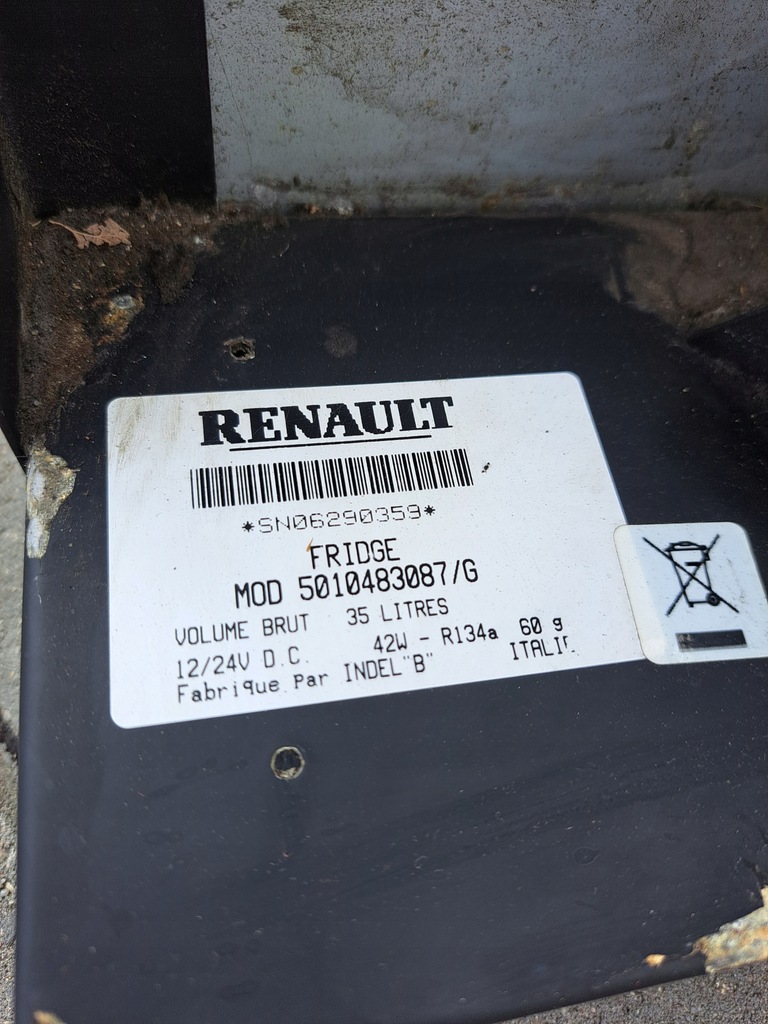 RENAULT
*SN06290359*
FRIDGE
MOD 5010483087/G
VOLUME BRUT 35 LITRES
12/24V D.C. 42W - R134a 60 g
Fabrique Par INDEL "B"